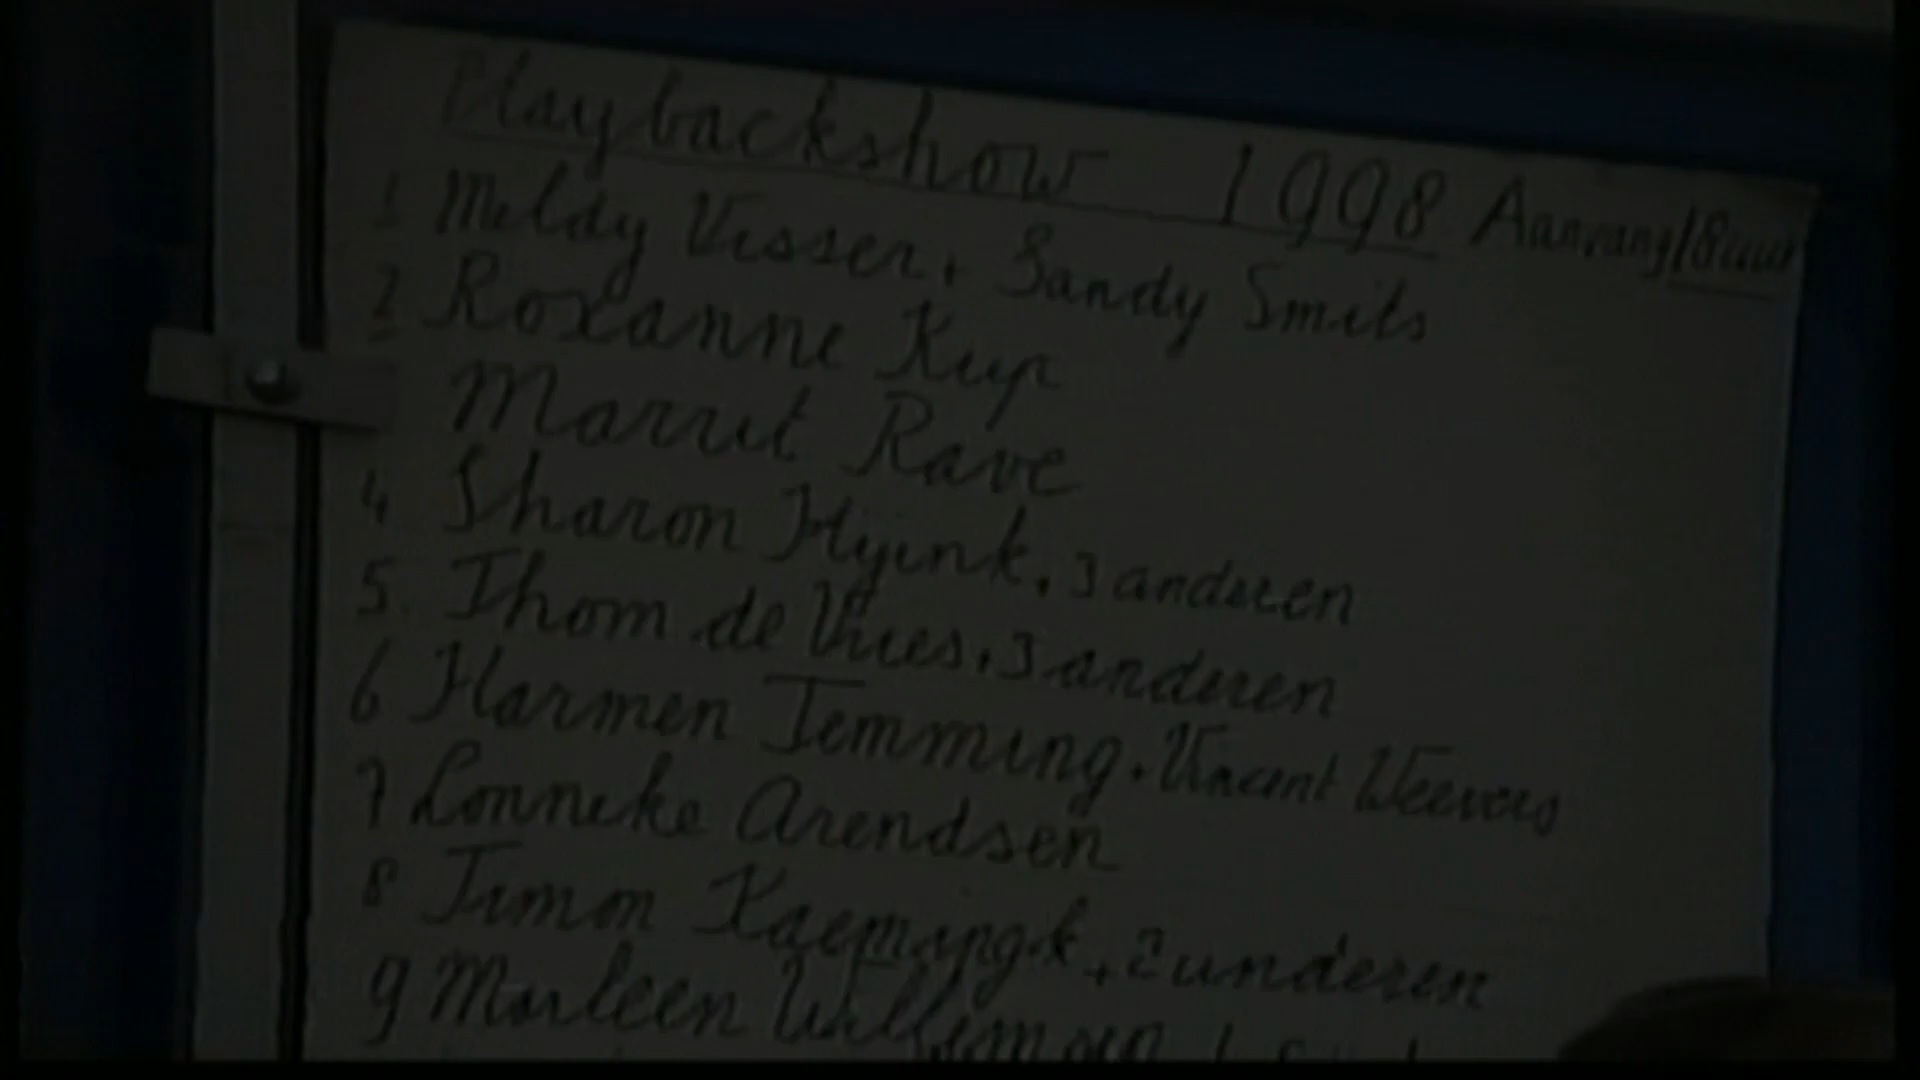 Playbackshow 1998 Aanvang 18 uur
1 Meldy Visser + Sandy Smits
2 Roxanne Kup
Marrit Rave
4 Sharon Hyink + 3 anderen
5. Thom de Vries + 3 anderen
6 Harmen Temming + Vincent Weevers
7 Lonneke Arendsen
8 Timon Kaemingk + 2 anderen
9 Marleen Willemsen